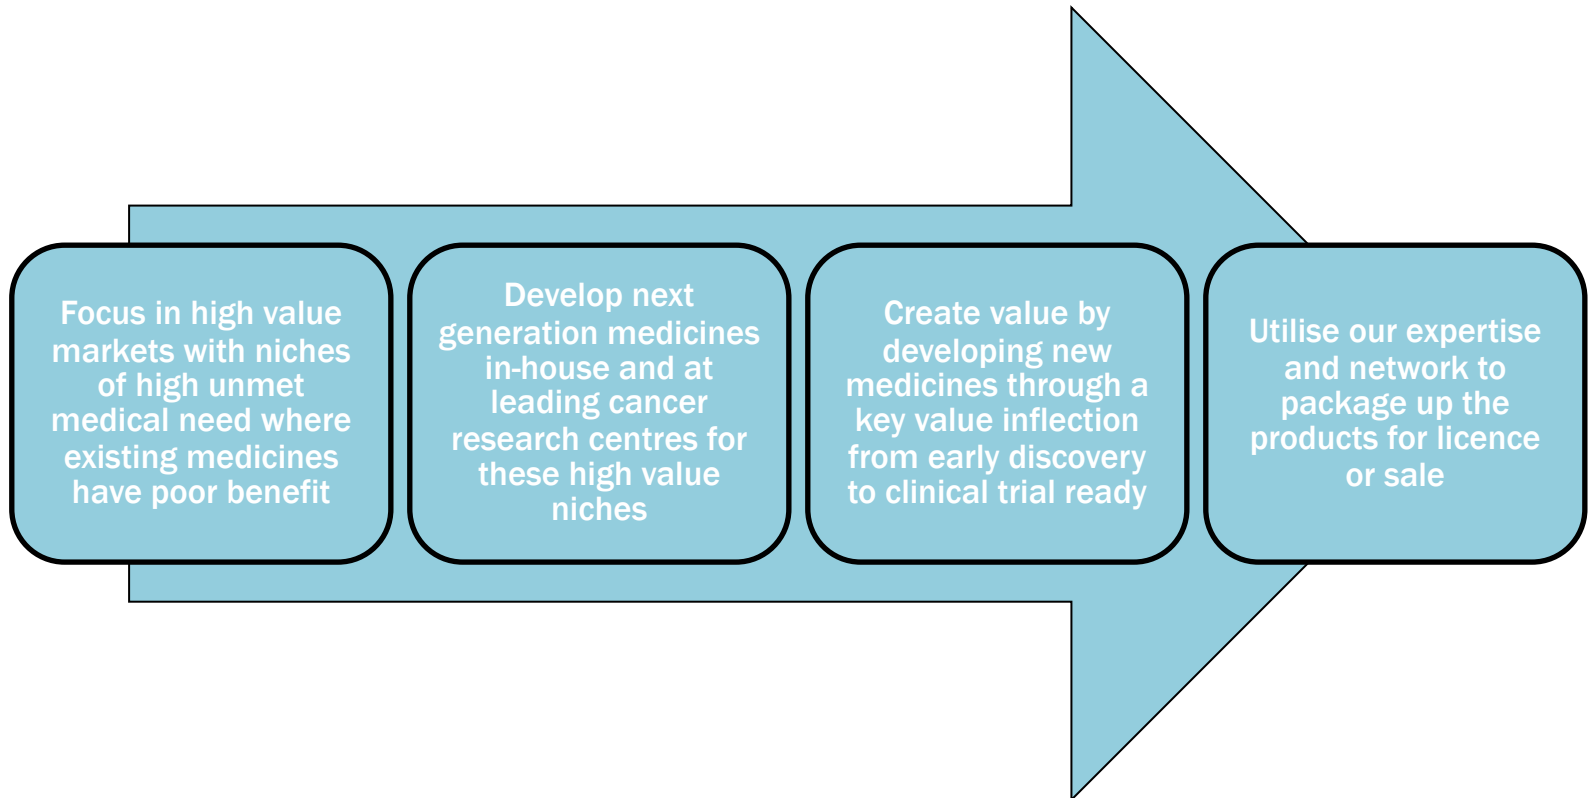 Focus in high value
markets with niches
of high unmet
medical need where
existing medicines
have poor benefit
Develop next
generation medicines
in-house and at
leading cancer
research centres for
these high value
niches
Create value by
developing new
medicines through a
key value inflection
from early discovery
to clinical trial ready
Utilise our expertise
and network to
package up the
products for licence
or sale